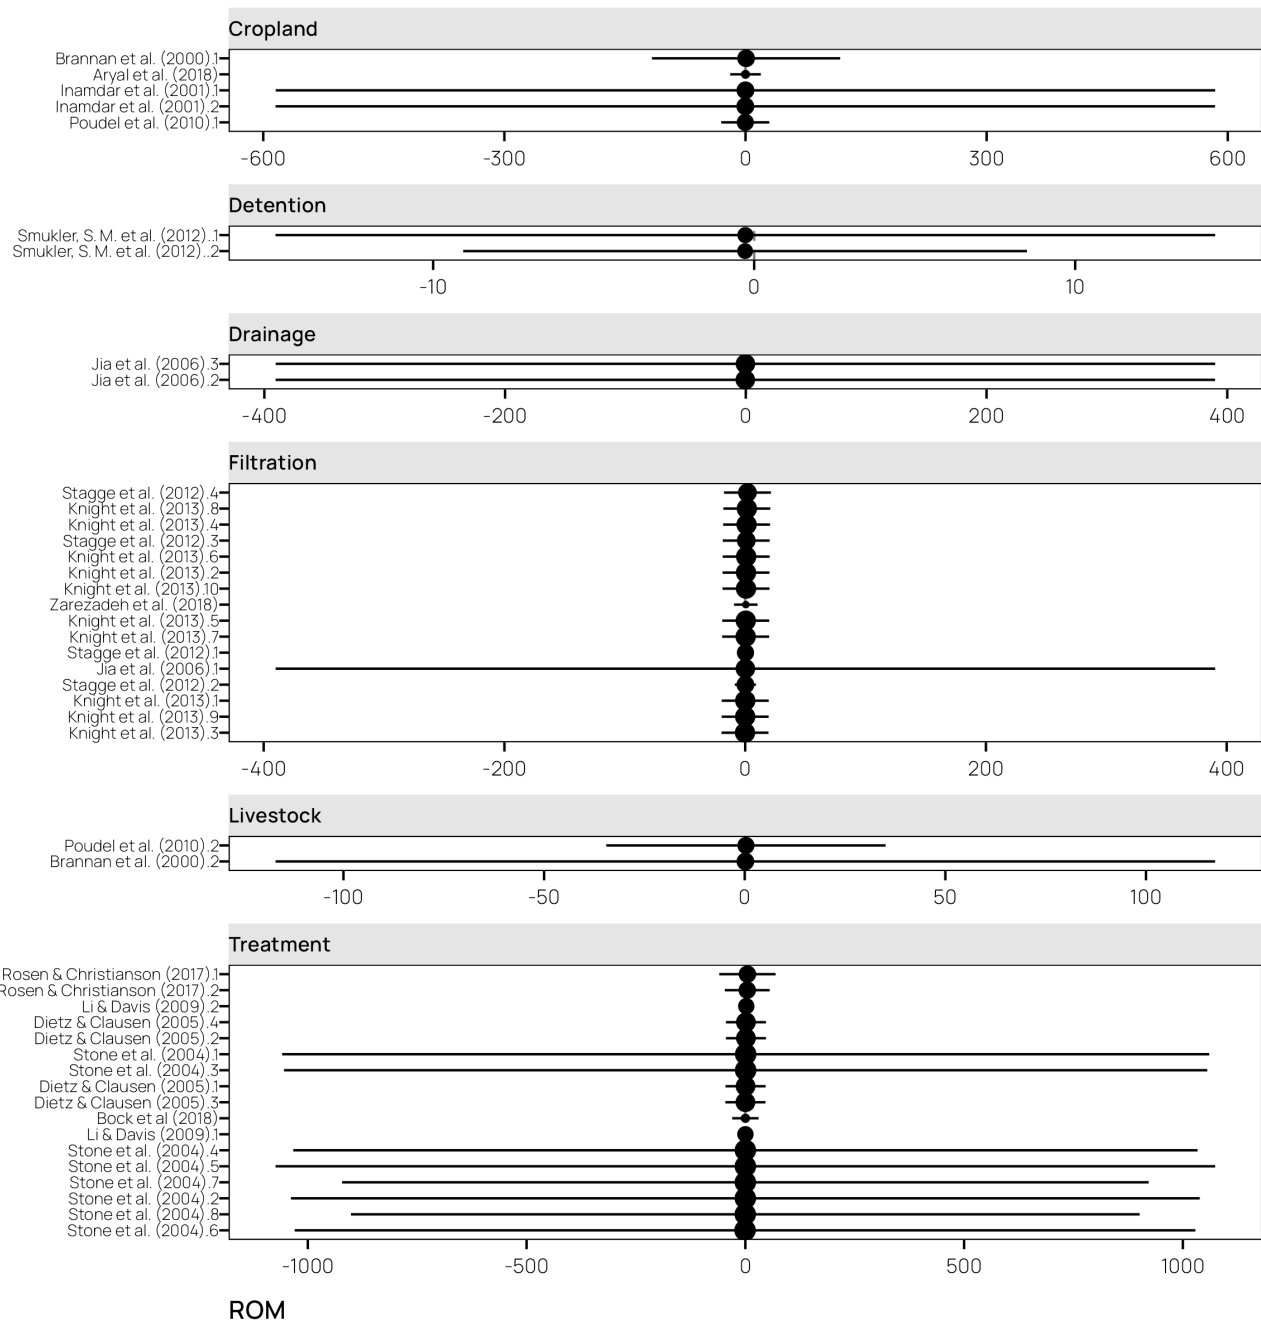 Cropland
Brannan et al. (2000).1
Aryal et al. (2018)
Inamdar et al. (2001).1
Inamdar et al. (2001).2
Poudel et al. (2010).1
-600 -300 0 300 600
Detention
Smukler, S. M. et al. (2012)..1
Smukler, S. M. et al. (2012)..2
-10 0 10
Drainage
Jia et al. (2006).3
Jia et al. (2006).2
-400 -200 0 200 400
Filtration
Stagge et al. (2012).4
Knight et al. (2013).8
Knight et al. (2013).4
Stagge et al. (2012).3
Knight et al. (2013).6
Knight et al. (2013).2
Knight et al. (2013).10
Zarezadeh et al. (2018)
Knight et al. (2013).5
Knight et al. (2013).7
Stagge et al. (2012).1
Jia et al. (2006).1
Stagge et al. (2012).2
Knight et al. (2013).1
Knight et al. (2013).9
Knight et al. (2013).3
-400 -200 0 200 400
Livestock
Poudel et al. (2010).2
Brannan et al. (2000).2
-100 -50 0 50 100
Treatment
Rosen & Christianson (2017).1
Rosen & Christianson (2017).2
Li & Davis (2009).2
Dietz & Clausen (2005).4
Dietz & Clausen (2005).2
Stone et al. (2004).1
Stone et al. (2004).3
Dietz & Clausen (2005).1
Dietz & Clausen (2005).3
Bock et al (2018)
Li & Davis (2009).1
Stone et al. (2004).4
Stone et al. (2004).5
Stone et al. (2004).7
Stone et al. (2004).2
Stone et al. (2004).8
Stone et al. (2004).6
-1000 -500 0 500 1000
ROM